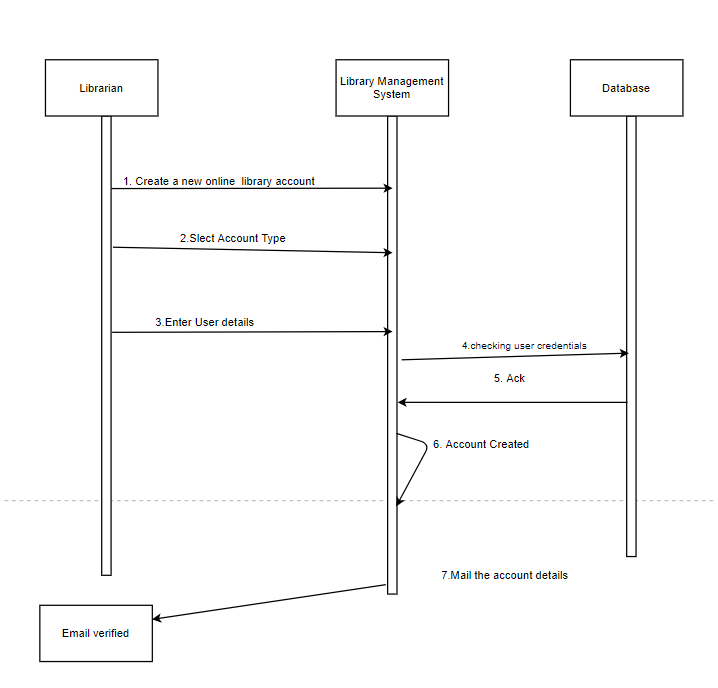 Librarian
Library Management
System
Database
1. Create a new online library account
2.Slect Account Type
3.Enter User details
4.checking user credentials
5. Ack
6. Account Created
7.Mail the account details
Email verified